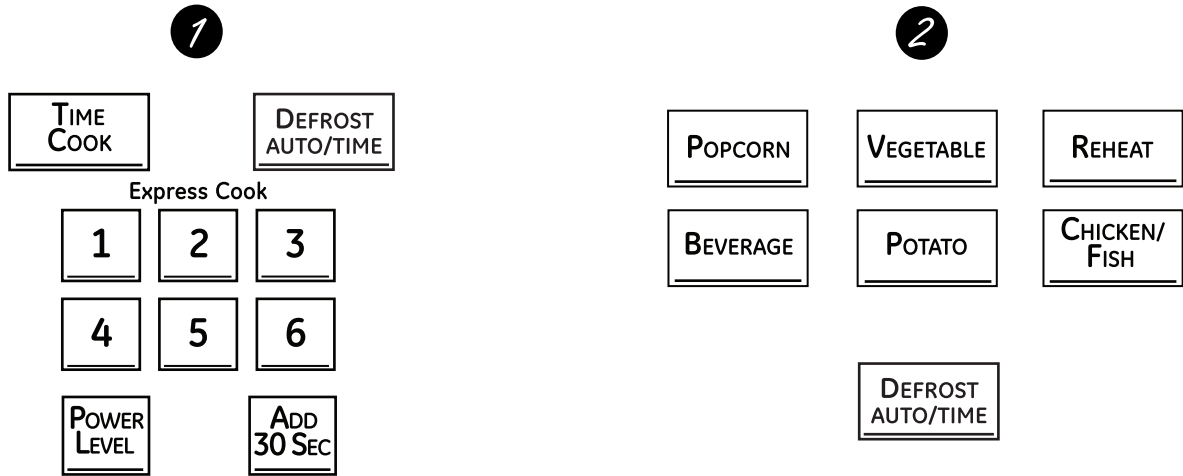 1
TIME
COOK
DEFROST
AUTO/TIME
Express Cook
1 2 3
4 5 6
POWER
LEVEL
ADD
30 SEC
2
POPCORN
VEGETABLE
REHEAT
BEVERAGE
POTATO
CHICKEN/
FISH
DEFROST
AUTO/TIME